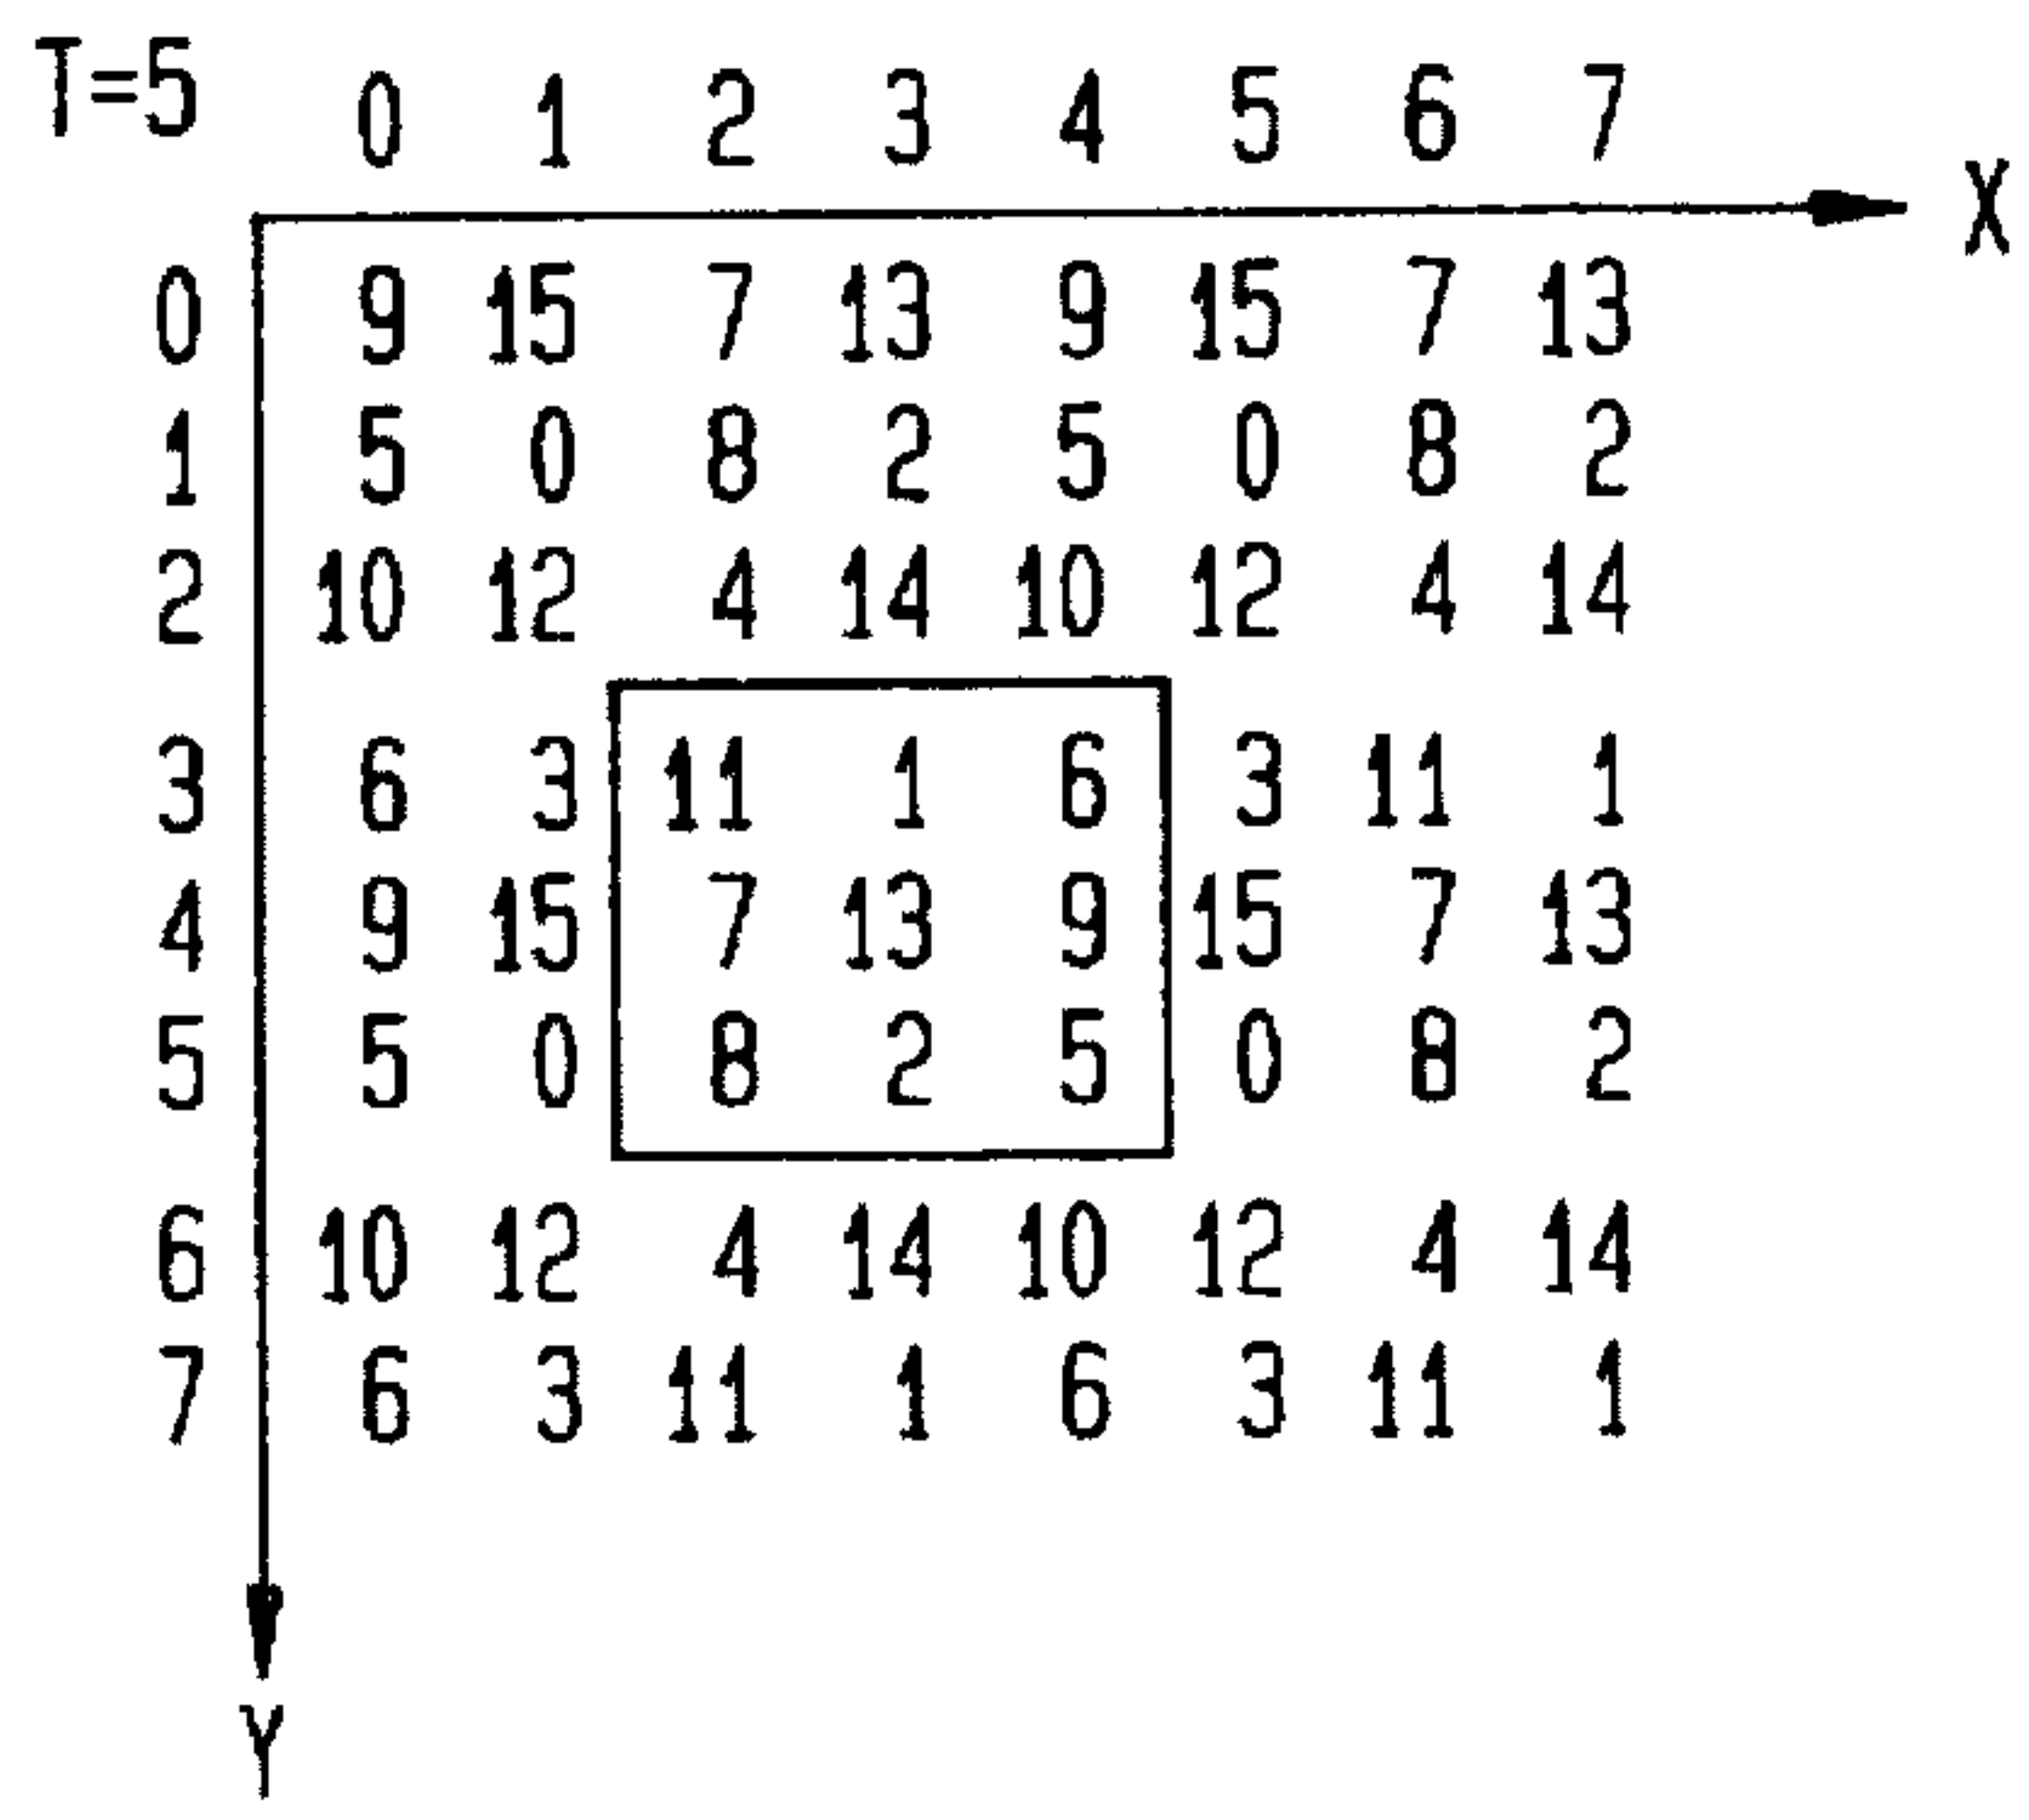 T=5 0 1 2 3 4 5 6 7
X
0 9 15 7 13 9 15 7 13
1 5 0 8 2 5 0 8 2
2 10 12 4 14 10 12 4 14
3 6 3 11 1 6 3 11 1
4 9 15 7 13 9 15 7 13
5 5 0 8 2 5 0 8 2
6 10 12 4 14 10 12 4 14
7 6 3 11 1 6 3 11 1
Y